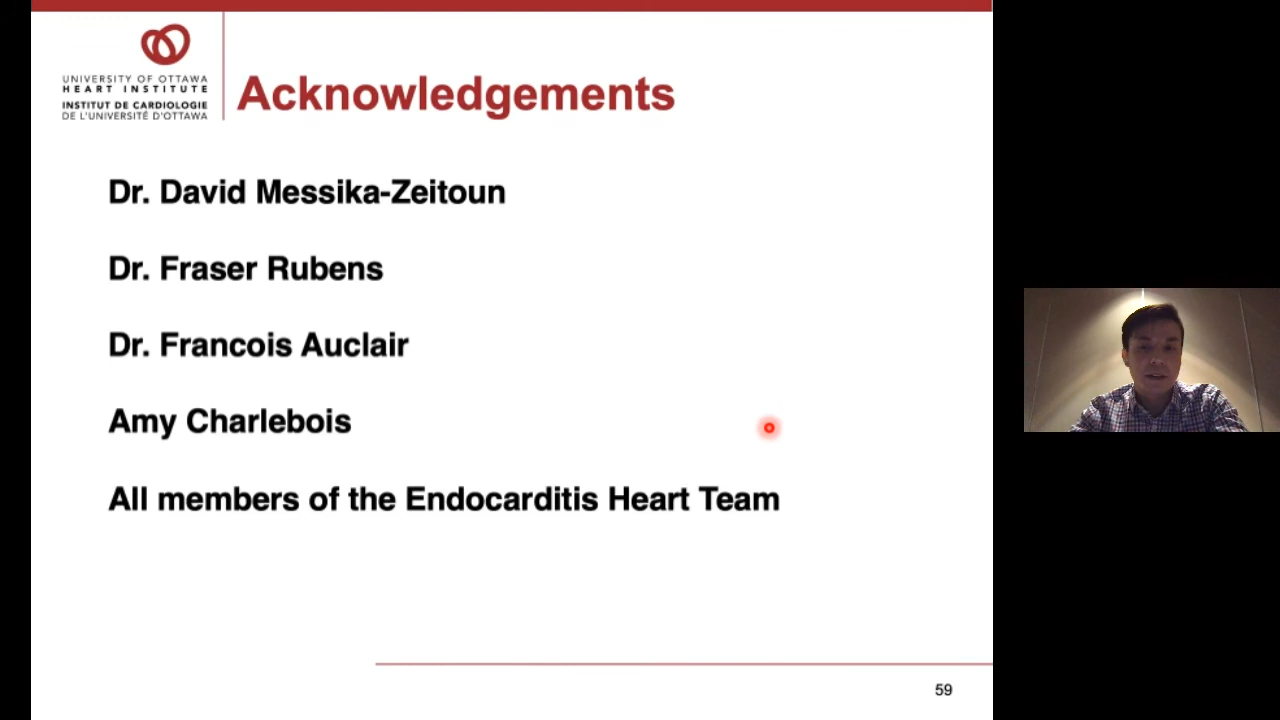 UNIVERSITY OF OTTAWA
HEART INSTITUTE
INSTITUT DE CARDIOLOGIE
DE L'UNIVERSITÉ D'OTTAWA
Acknowledgements
Dr. David Messika-Zeitoun
Dr. Fraser Rubens
Dr. Francois Auclair
Amy Charlebois
All members of the Endocarditis Heart Team
59